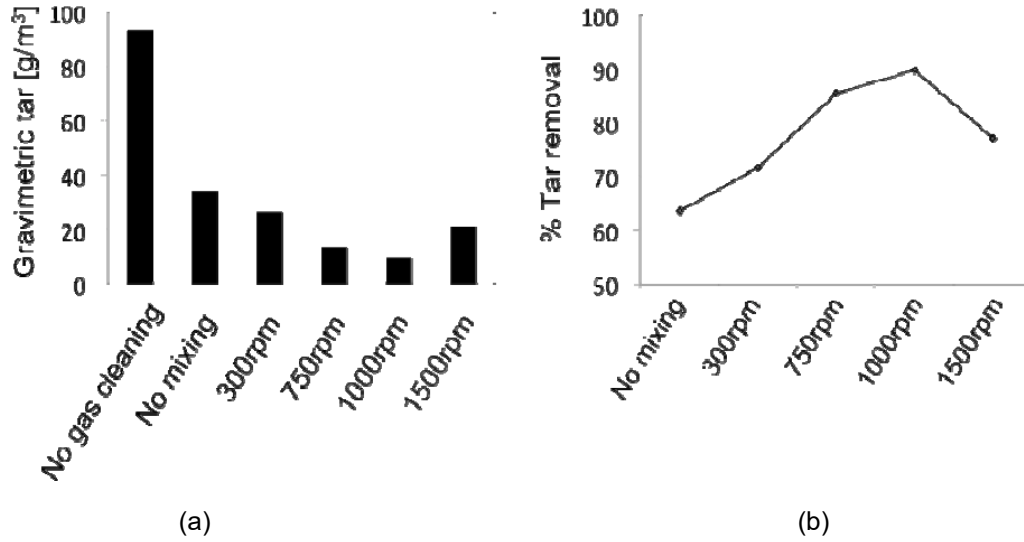 Gravimetric tar [g/m³]
100
80
60
40
20
0
No gas cleaning
No mixing
300rpm
750rpm
1000rpm
1500rpm
(a)
% Tar removal
100
90
80
70
60
50
No mixing
300rpm
750rpm
1000rpm
1500rpm
(b)